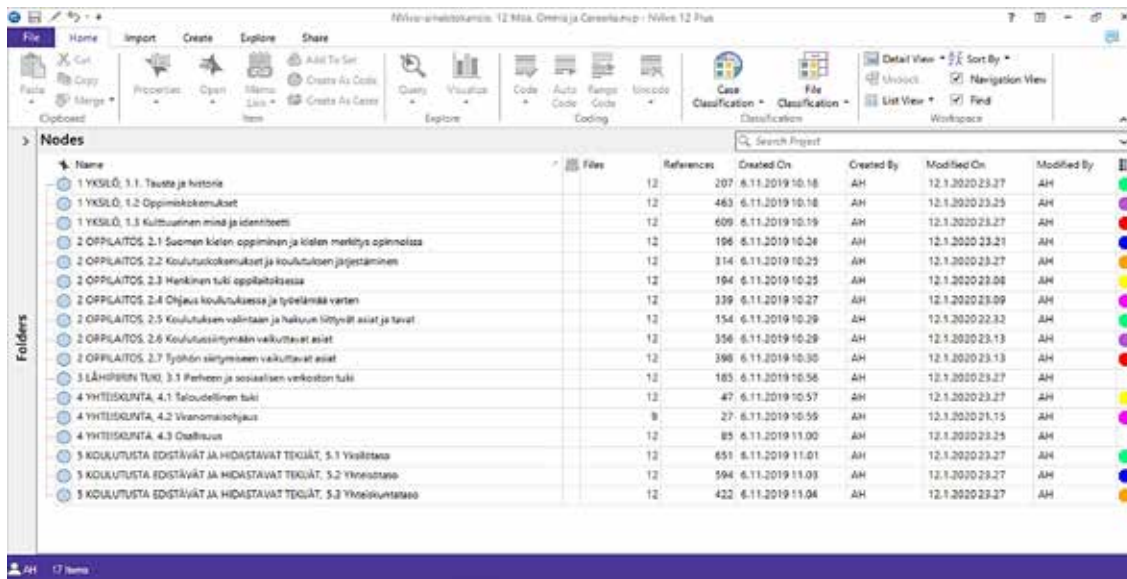 NVivo-aineistokansio, 12 Moa, Omnia ja Careeria.nvp - NVivo 12 Plus
File Home Import Create Explore Share
Cut Add To Set Detail View Sort By
Paste Copy Properties Open Memo Link Create As Code Query Visualize Code Auto Code Range Code Uncode Case Classification File Classification Undock Navigation View
Merge Create As Cases List View Find
Clipboard Item Explore Coding Classification Workspace
Nodes Search Project
Name Files References Created On Created By Modified On Modified By
1 YKSILÖ, 1.1. Tausta ja historia 12 207 6.11.2019 10.18 AH 12.1.2020 23.27 AH
1 YKSILÖ, 1.2 Oppimiskokemukset 12 463 6.11.2019 10.18 AH 12.1.2020 23.25 AH
1 YKSILÖ, 1.3 Kulttuurinen minä ja identiteetti 12 609 6.11.2019 10.19 AH 12.1.2020 23.27 AH
2 OPPILAITOS, 2.1 Suomen kielen oppiminen ja kielen merkitys opinnoissa 12 196 6.11.2019 10.24 AH 12.1.2020 23.21 AH
2 OPPILAITOS, 2.2 Koulutuskokemukset ja koulutuksen järjestäminen 12 314 6.11.2019 10.25 AH 12.1.2020 23.27 AH
2 OPPILAITOS, 2.3 Henkinen tuki oppilaitoksessa 12 194 6.11.2019 10.25 AH 12.1.2020 23.08 AH
2 OPPILAITOS, 2.4 Ohjaus koulutuksessa ja työelämää varten 12 339 6.11.2019 10.27 AH 12.1.2020 23.09 AH
2 OPPILAITOS, 2.5 Koulutuksen valintaan ja hakuun liittyvät asiat ja tavat 12 154 6.11.2019 10.29 AH 12.1.2020 22.32 AH
2 OPPILAITOS, 2.6 Koulutussiirtymään vaikuttavat asiat 12 356 6.11.2019 10.29 AH 12.1.2020 23.13 AH
2 OPPILAITOS, 2.7 Työhön siirtymiseen vaikuttavat asiat 12 398 6.11.2019 10.30 AH 12.1.2020 23.13 AH
3 LÄHIPIIRIN TUKI, 3.1 Perheen ja sosiaalisen verkoston tuki 12 185 6.11.2019 10.56 AH 12.1.2020 23.27 AH
4 YHTEISKUNTA, 4.1 Taloudellinen tuki 12 47 6.11.2019 10.57 AH 12.1.2020 23.27 AH
4 YHTEISKUNTA, 4.2 Viranomaisohjaus 9 27 6.11.2019 10.59 AH 12.1.2020 21.15 AH
4 YHTEISKUNTA, 4.3 Osallisuus 12 85 6.11.2019 11.00 AH 12.1.2020 23.25 AH
5 KOULUTUSTA EDISTÄVÄT JA HIDASTAVAT TEKIJÄT, 5.1 Yksilötaso 12 651 6.11.2019 11.01 AH 12.1.2020 23.27 AH
5 KOULUTUSTA EDISTÄVÄT JA HIDASTAVAT TEKIJÄT, 5.2 Yhteisötaso 12 594 6.11.2019 11.03 AH 12.1.2020 23.27 AH
5 KOULUTUSTA EDISTÄVÄT JA HIDASTAVAT TEKIJÄT, 5.3 Yhteiskuntataso 12 422 6.11.2019 11.04 AH 12.1.2020 23.27 AH
Folders
AH 17 Items